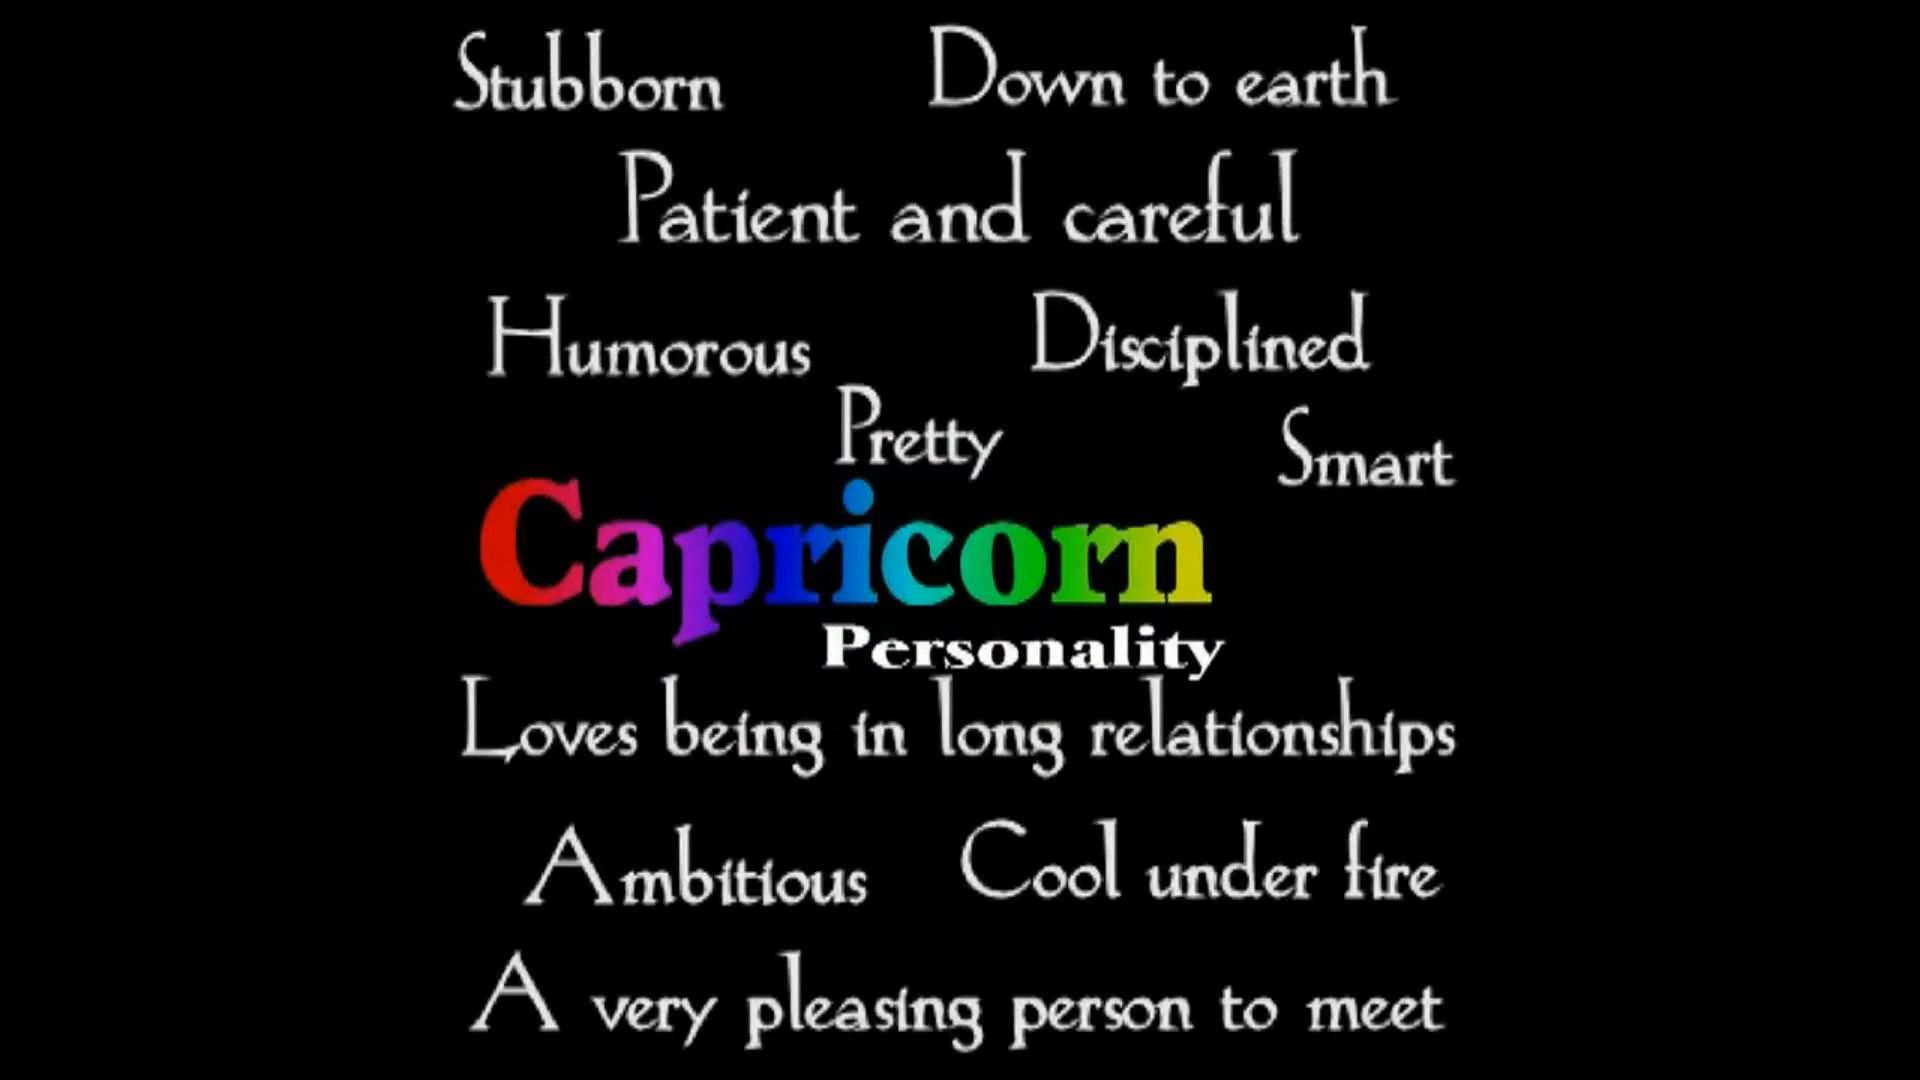 Stubborn Down to earth
Patient and careful
Humorous Disciplined
Pretty Smart
Capricorn
Personality
Loves being in long relationships
Ambitious Cool under fire
A very pleasing person to meet